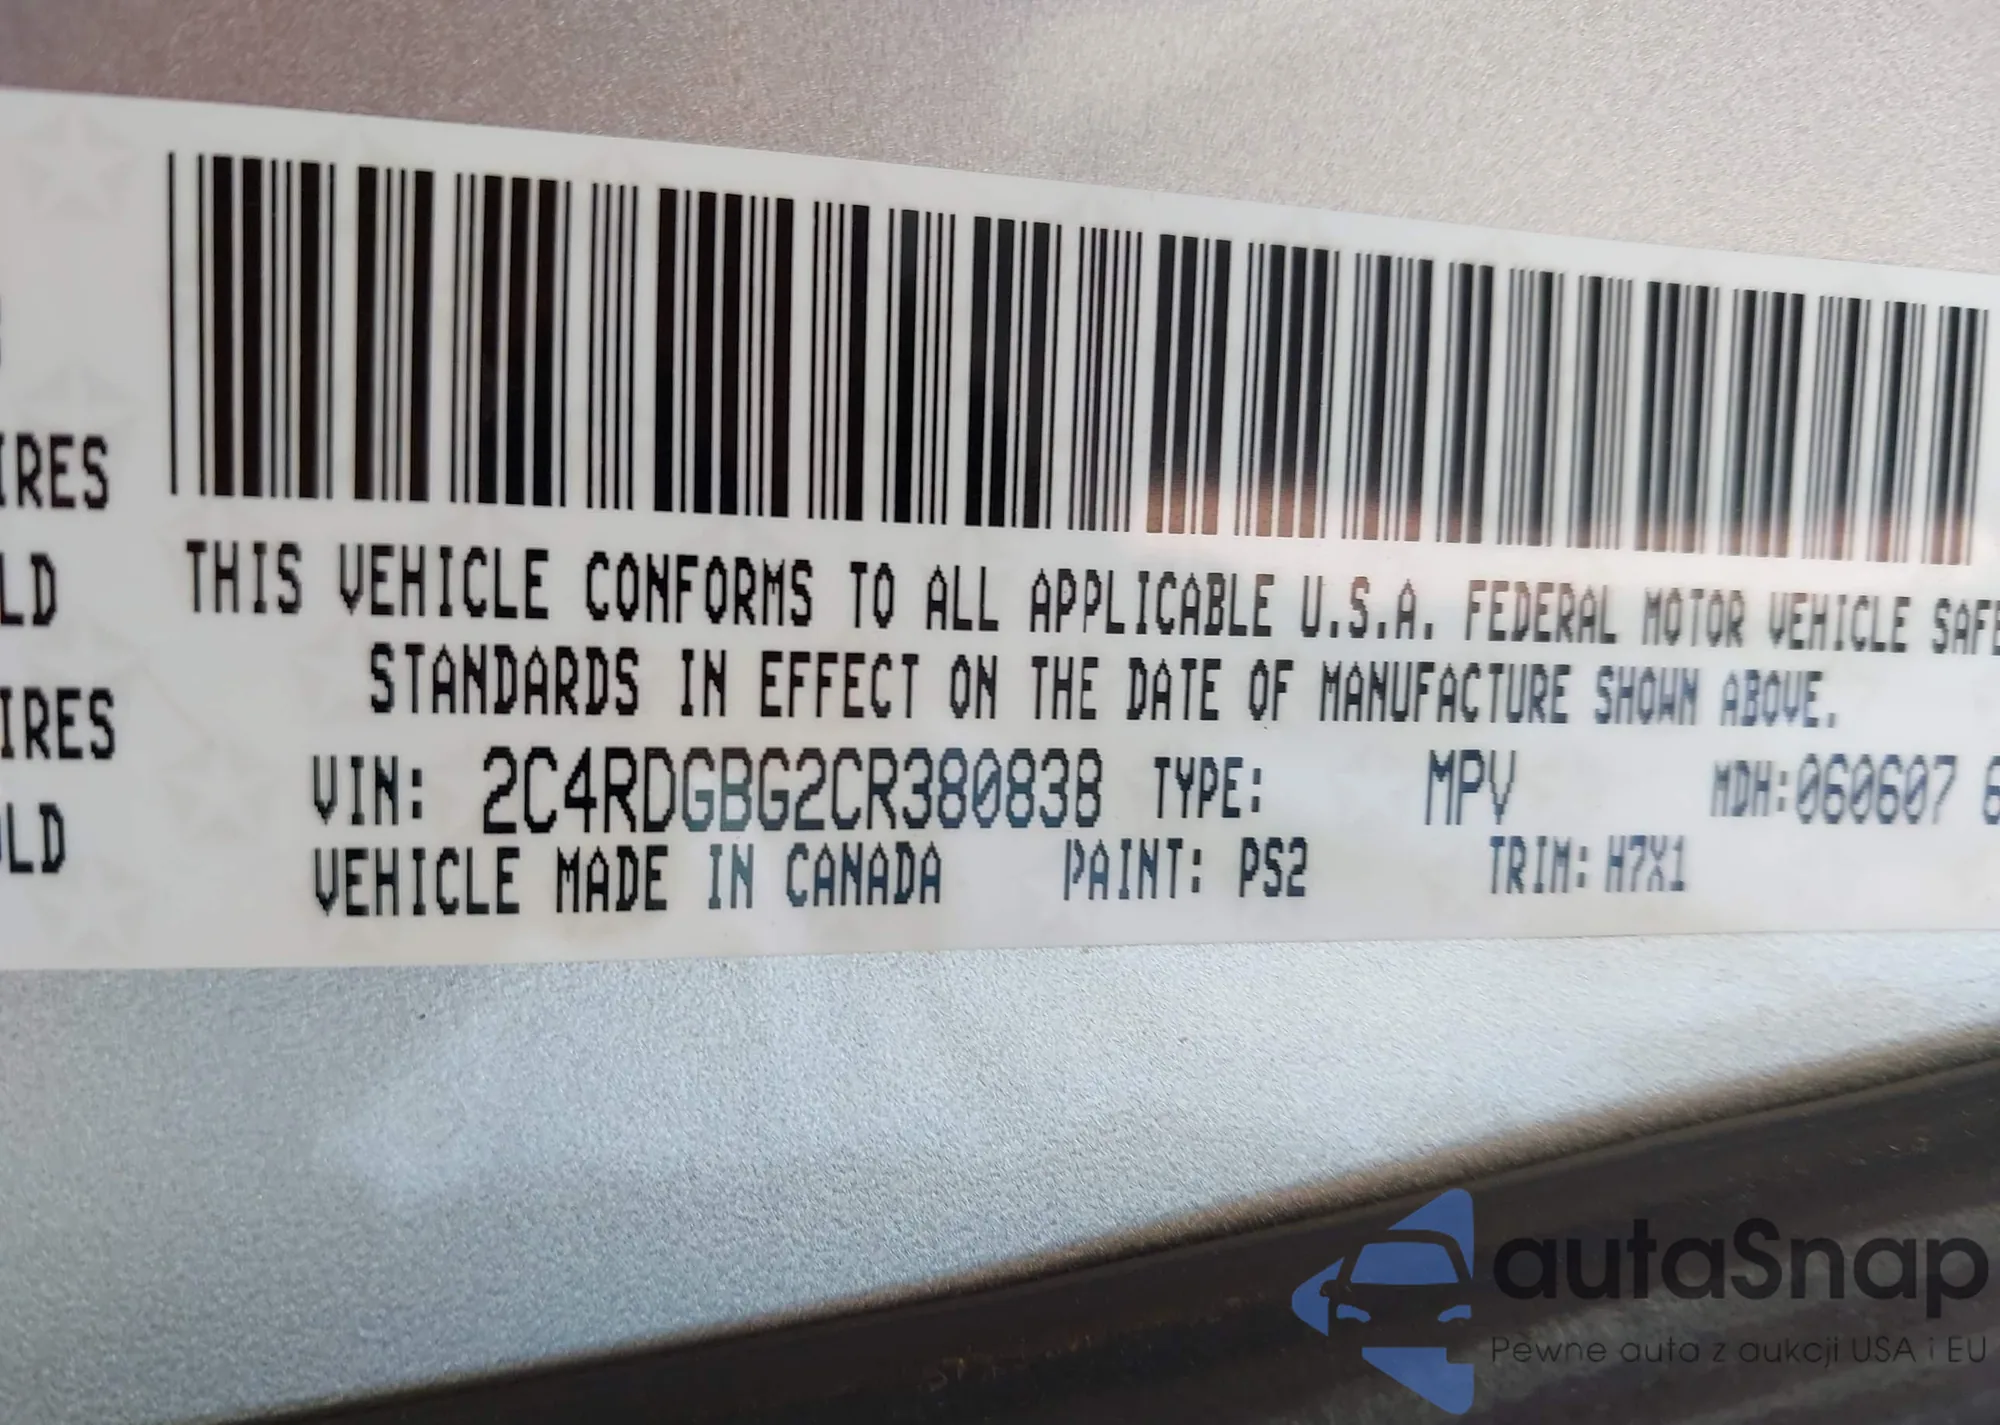 IRES
LD
IRES
OLD
THIS VEHICLE CONFORMS TO ALL APPLICABLE U.S.A. FEDERAL MOTOR VEHICLE SAFE
STANDARDS IN EFFECT ON THE DATE OF MANUFACTURE SHOWN ABOVE.
VIN: 2C4RDGBG2CR380838 TYPE: MPV MDH:060607 6
VEHICLE MADE IN CANADA PAINT: PS2 TRIM: H7X1
autaSnap
Pewne auta z aukcji USA i EU